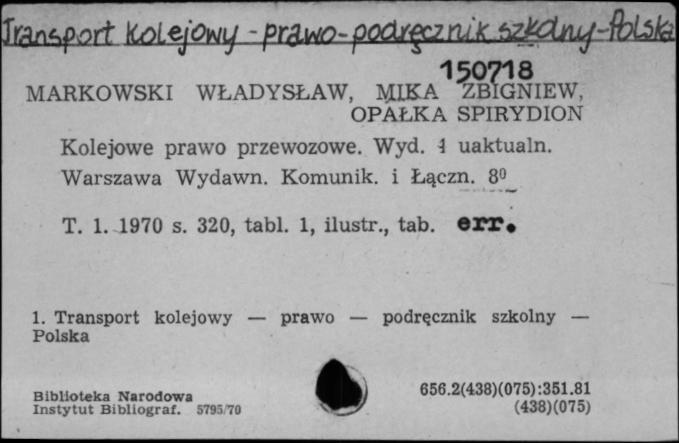 Transport kolejowy - prawo - podręcznik szkolny - Polska
150718
MARKOWSKI WŁADYSŁAW, MIKA ZBIGNIEW,
OPAŁKA SPIRYDION
Kolejowe prawo przewozowe. Wyd. 4 uaktualn.
Warszawa Wydawn. Komunik. i Łączn. 8⁰
T. 1. 1970 s. 320, tabl. 1, ilustr., tab. err.
1. Transport kolejowy — prawo — podręcznik szkolny —
Polska
Biblioteka Narodowa
Instytut Bibliograf. 5795/70
656.2(438)(075):351.81
(438)(075)